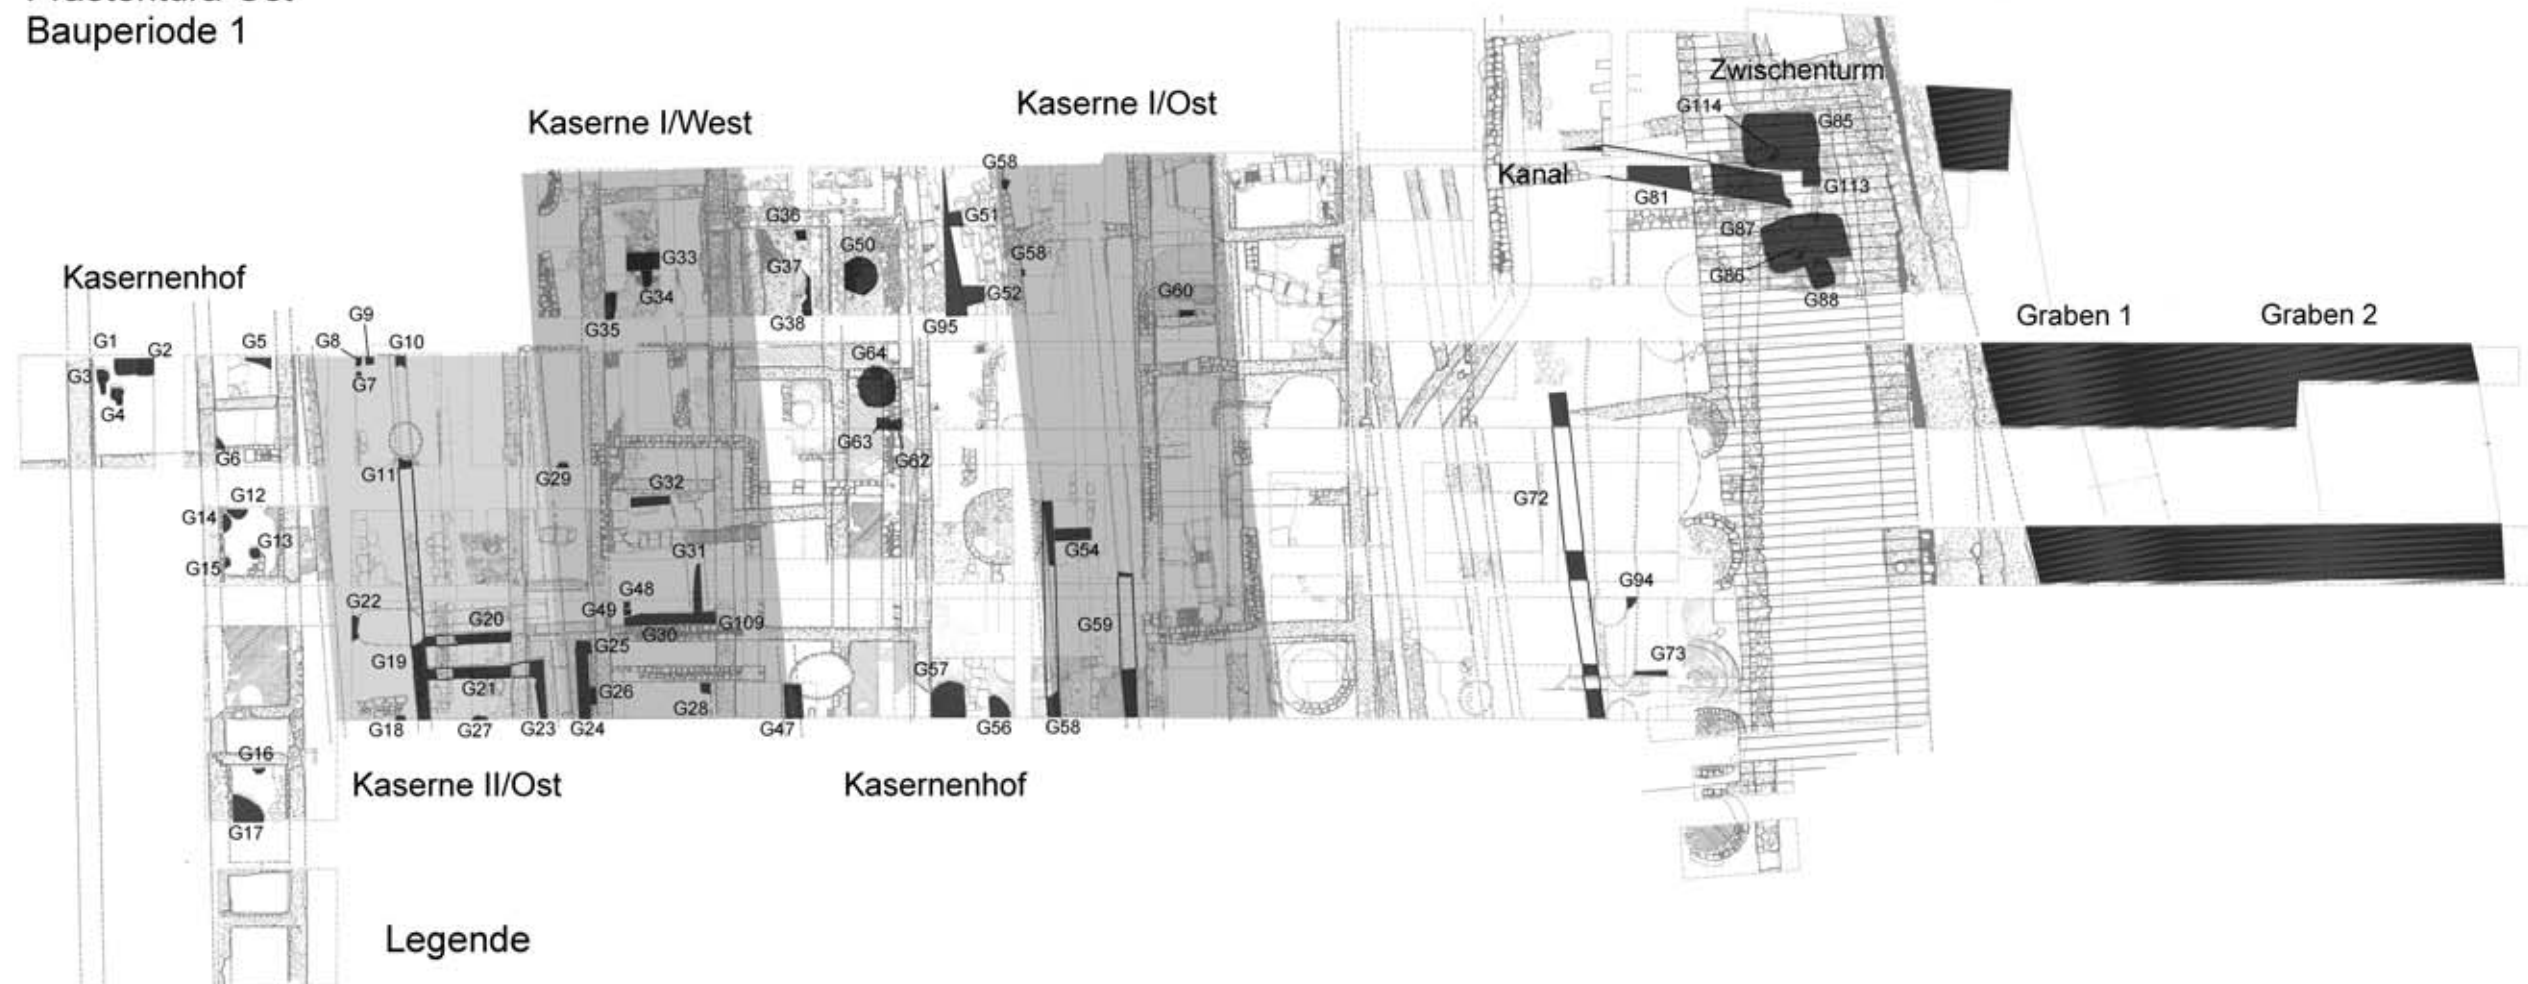 Bauperiode 1
Zwischenturm
Kaserne I/Ost
Kaserne I/West
G114
G85
G58
Kanal
G113
G81
G36
G51
G87
G50
G58
G33
G37
G86
Kasernenhof
G34
G52
G60
G88
G9
G35
G38
G95
Graben 1
Graben 2
G1
G2
G5
G8
G10
G64
G3
G7
G4
G63
G62
G6
G11
G29
G32
G72
G12
G14
G13
G31
G54
G15
G94
G48
G22
G49
G20
G30
G109
G59
G25
G19
G73
G57
G21
G26
G28
G18
G27
G23
G24
G47
G56
G58
G16
Kaserne II/Ost
Kasernenhof
G17
Legende